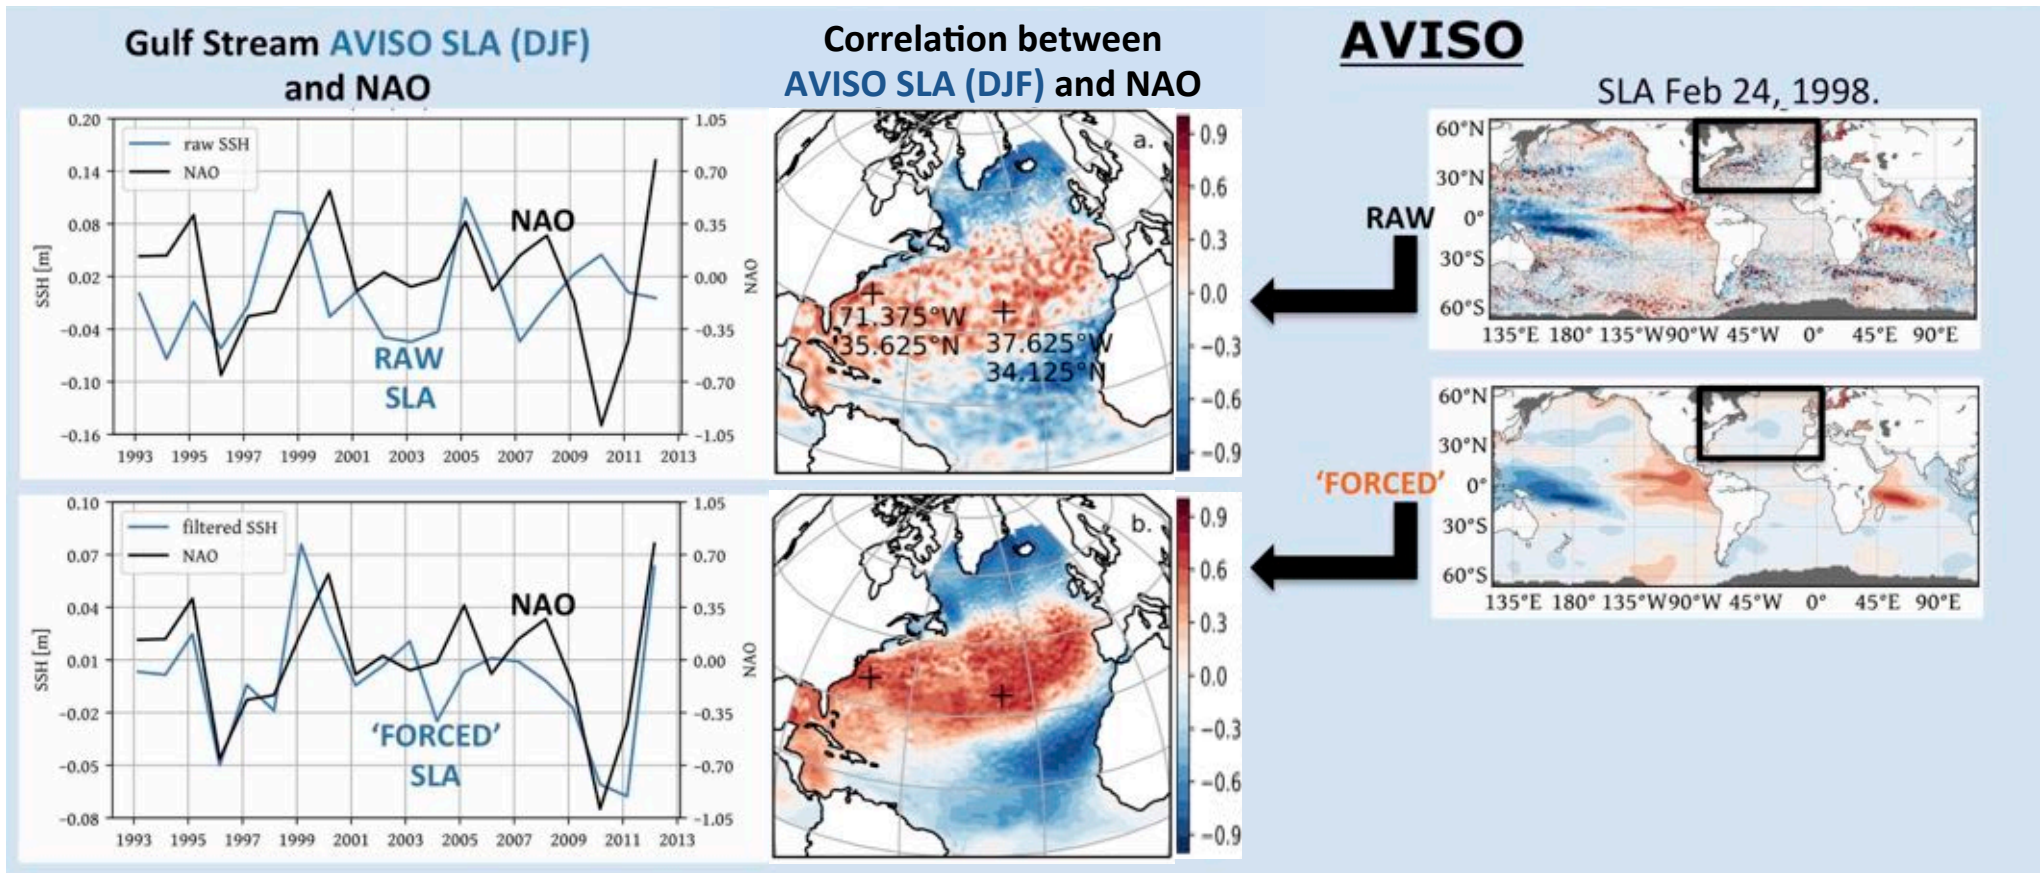 Gulf Stream AVISO SLA (DJF)
and NAO
0.20
0.14
0.08
0.02
−0.04
−0.10
−0.16
SSH [m]
raw SSH
NAO
NAO
RAW
SLA
1.05
0.70
0.35
0.00
−0.35
−0.70
−1.05
NAO
1993 1995 1997 1999 2001 2003 2005 2007 2009 2011 2013
0.10
0.07
0.04
0.01
−0.02
−0.05
−0.08
SSH [m]
filtered SSH
NAO
NAO
‘FORCED’
SLA
1.05
0.70
0.35
0.00
−0.35
−0.70
−1.05
NAO
1993 1995 1997 1999 2001 2003 2005 2007 2009 2011 2013
Correlation between
AVISO SLA (DJF) and NAO
a.
71.375°W
35.625°N
37.625°W
34.125°N
0.9
0.6
0.3
0.0
−0.3
−0.6
−0.9
b.
0.9
0.6
0.3
0.0
−0.3
−0.6
−0.9
AVISO
SLA Feb 24, 1998.
RAW
60°N
30°N
0°
30°S
60°S
135°E 180° 135°W 90°W 45°W 0° 45°E 90°E
‘FORCED’
60°N
30°N
0°
30°S
60°S
135°E 180° 135°W 90°W 45°W 0° 45°E 90°E